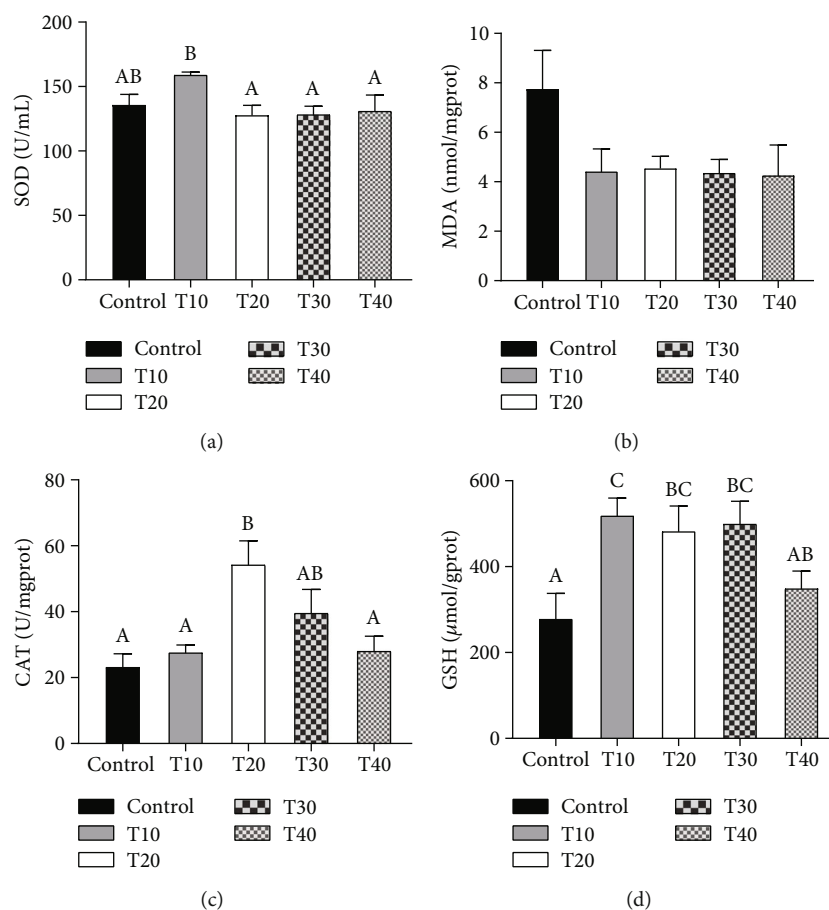 200
150
100
50
0
SOD (U/mL)
AB
B
A
A
A
Control T10 T20 T30 T40
Control
T10
T20
T30
T40
(a)
10
8
6
4
2
0
MDA (nmol/mgprot)
Control T10 T20 T30 T40
Control
T10
T20
T30
T40
(b)
80
60
40
20
0
CAT (U/mgprot)
A
A
B
AB
A
Control T10 T20 T30 T40
Control
T10
T20
T30
T40
(c)
600
400
200
0
GSH (μmol/gprot)
A
C
BC
BC
AB
Control T10 T20 T30 T40
Control
T10
T20
T30
T40
(d)